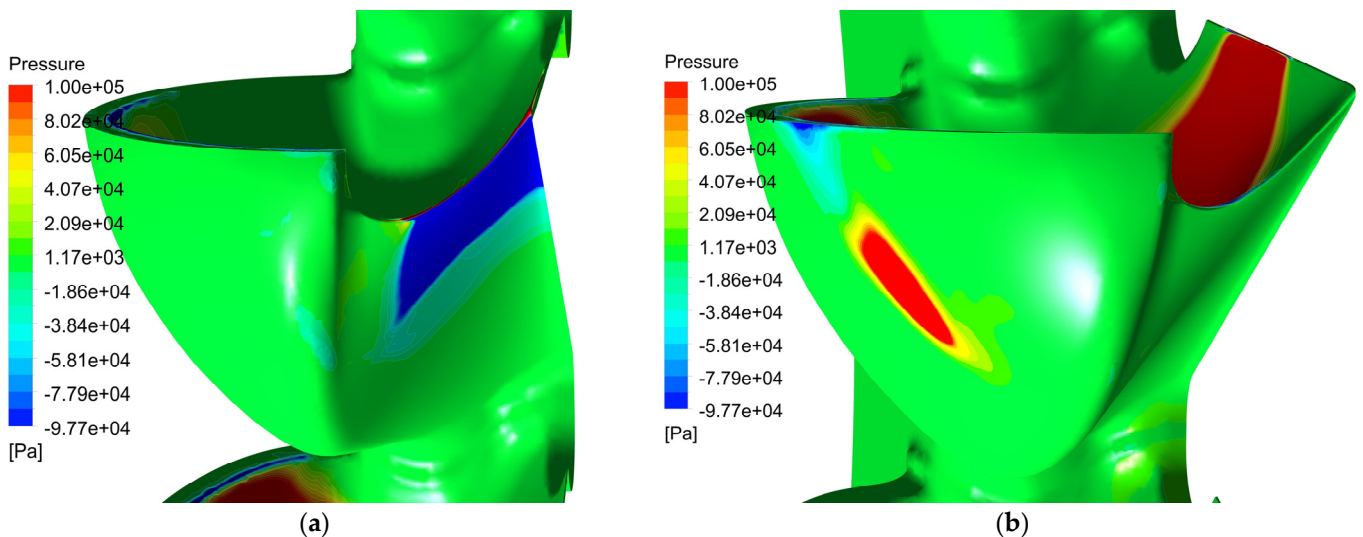 Pressure
1.00e+05
8.02e+04
6.05e+04
4.07e+04
2.09e+04
1.17e+03
-1.86e+04
-3.84e+04
-5.81e+04
-7.79e+04
-9.77e+04
[Pa]
(a)
Pressure
1.00e+05
8.02e+04
6.05e+04
4.07e+04
2.09e+04
1.17e+03
-1.86e+04
-3.84e+04
-5.81e+04
-7.79e+04
-9.77e+04
[Pa]
(b)